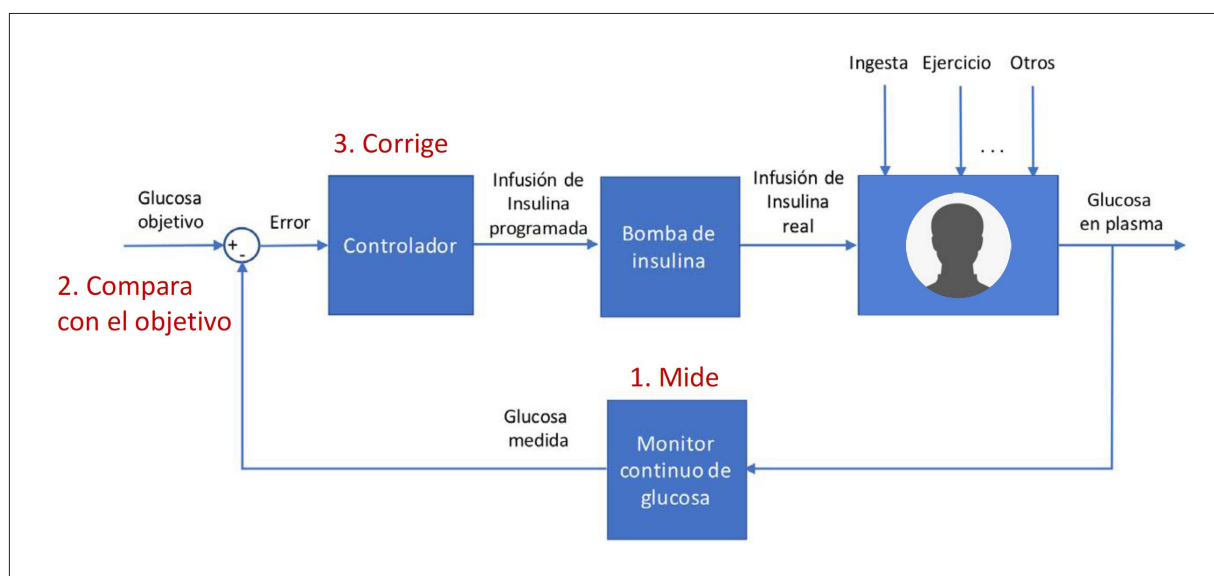 Ingesta
Ejercicio
Otros
...
3. Corrige
Glucosa
objetivo
+
-
Error
Controlador
Infusión de
Insulina
programada
Bomba de
insulina
Infusión de
Insulina
real
Glucosa
en plasma
2. Compara
con el objetivo
1. Mide
Glucosa
medida
Monitor
continuo de
glucosa